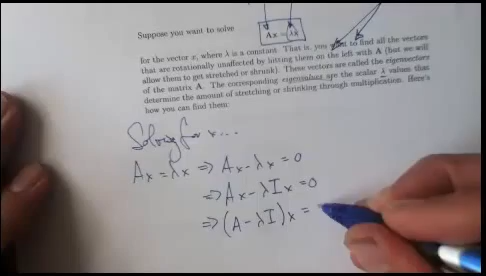 Suppose you want to solve
Ax = λx
for the vector x, where λ is a constant. That is, you want to find all the vectors
that are rotationally unaffected by hitting them on the left with A (but we will
allow them to get stretched or shrunk). These vectors are called the eigenvectors
of the matrix A. The corresponding eigenvalues are the scalar λ values that
determine the amount of stretching or shrinking through multiplication. Here's
how you can find them:
Solving for x...
Ax = λx ⇒ Ax - λx = 0
⇒ Ax - λIx = 0
⇒ (A - λI)x =